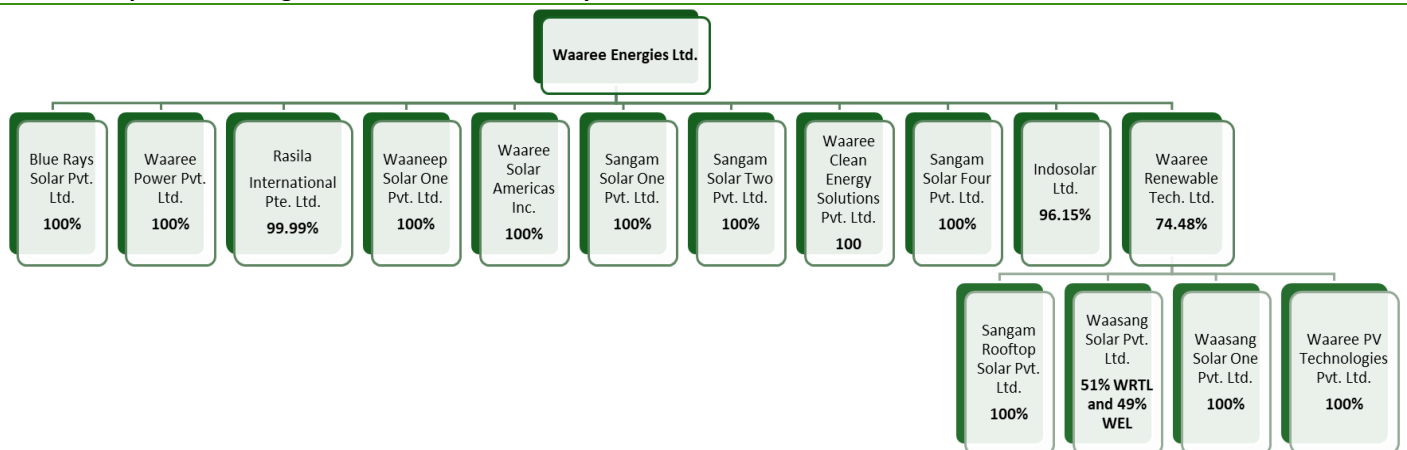 Waaree Energies Ltd.
Blue Rays
Solar Pvt.
Ltd.
100%
Waaree
Power Pvt.
Ltd.
100%
Rasila
International
Pte. Ltd.
99.99%
Waaneep
Solar One
Pvt. Ltd.
100%
Waaree
Solar
Americas
Inc.
100%
Sangam
Solar One
Pvt. Ltd.
100%
Sangam
Solar Two
Pvt. Ltd.
100%
Waaree
Clean
Energy
Solutions
Pvt. Ltd.
100
Sangam
Solar Four
Pvt. Ltd.
100%
Indosolar
Ltd.
96.15%
Waaree
Renewable
Tech. Ltd.
74.48%
Sangam
Rooftop
Solar Pvt.
Ltd.
100%
Waasang
Solar Pvt.
Ltd.
51% WRTL
and 49%
WEL
Waasang
Solar One
Pvt. Ltd.
100%
Waaree PV
Technologies
Pvt. Ltd.
100%